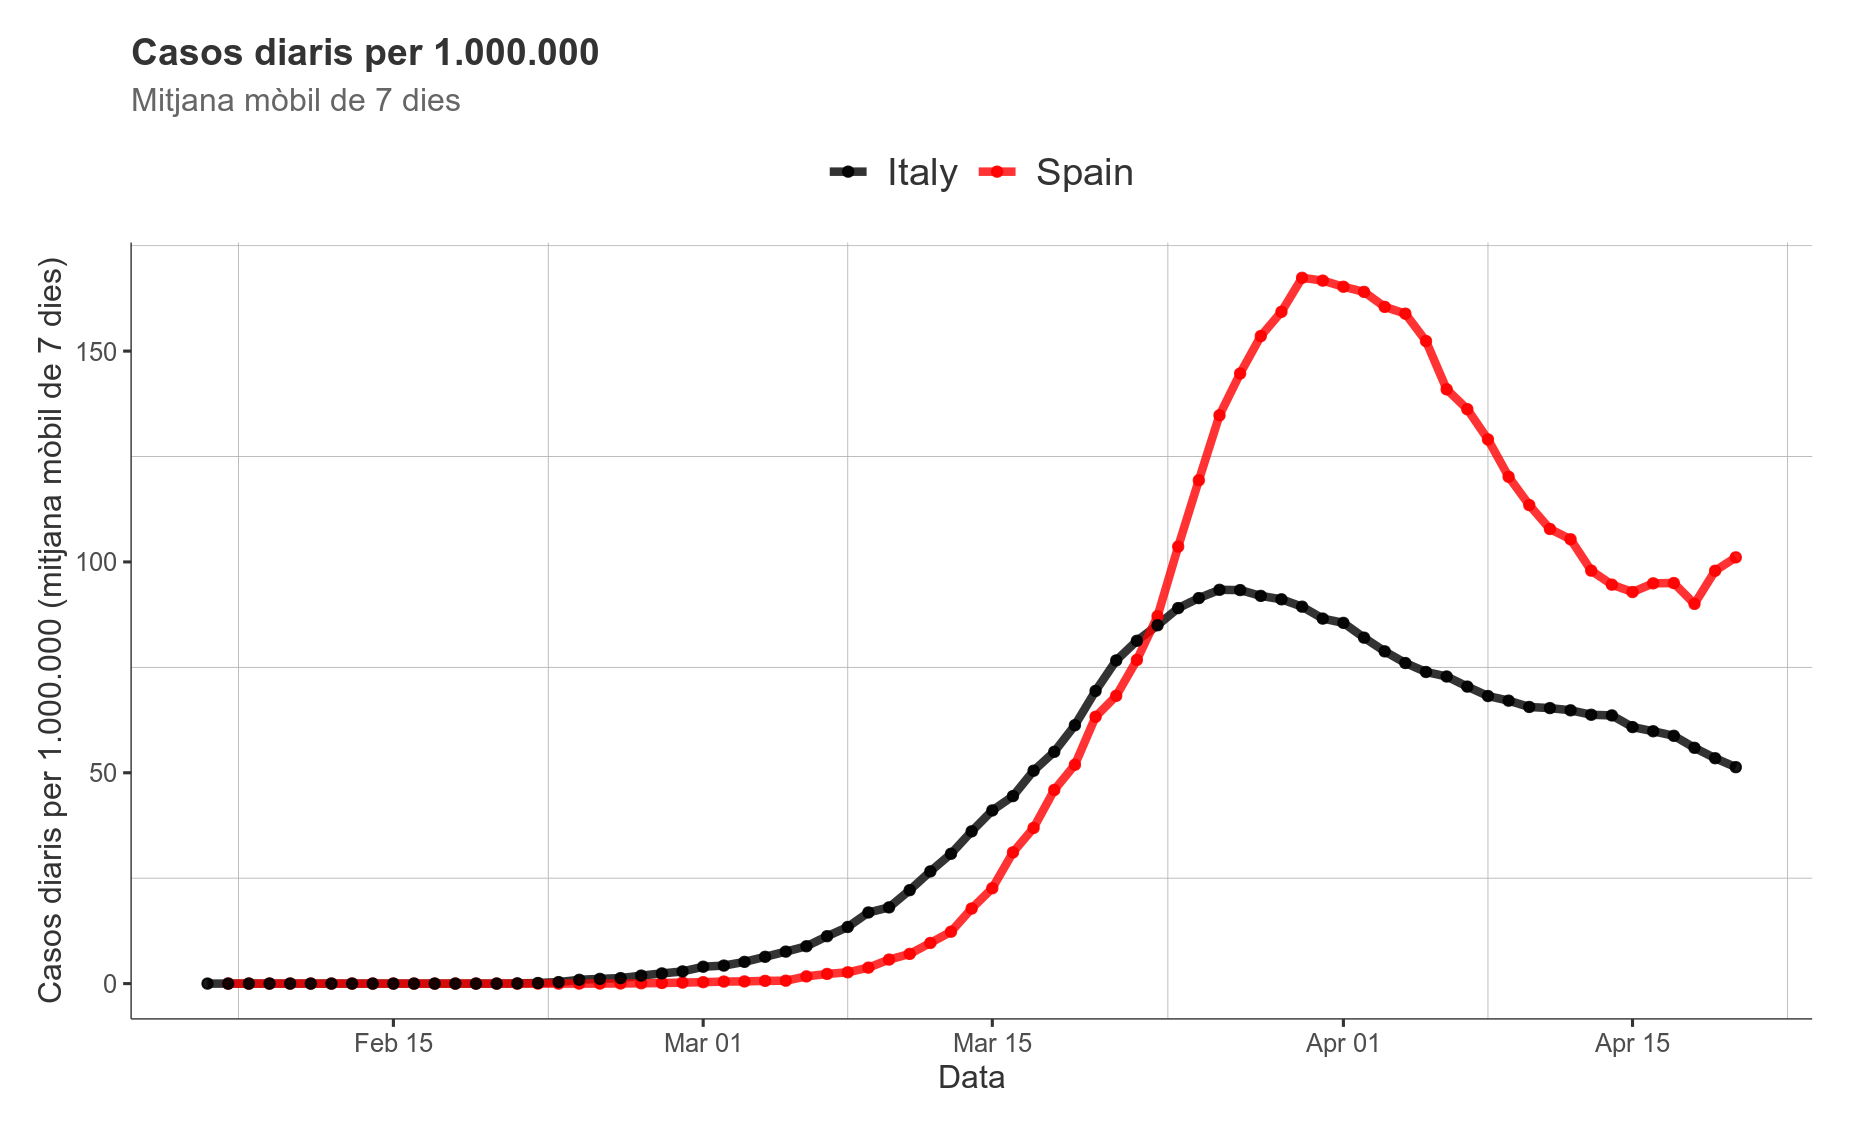 Casos diaris per 1.000.000
Mitjana mòbil de 7 dies
Italy Spain
Casos diaris per 1.000.000 (mitjana mòbil de 7 dies)
150
100
50
0
Feb 15 Mar 01 Mar 15 Apr 01 Apr 15
Data